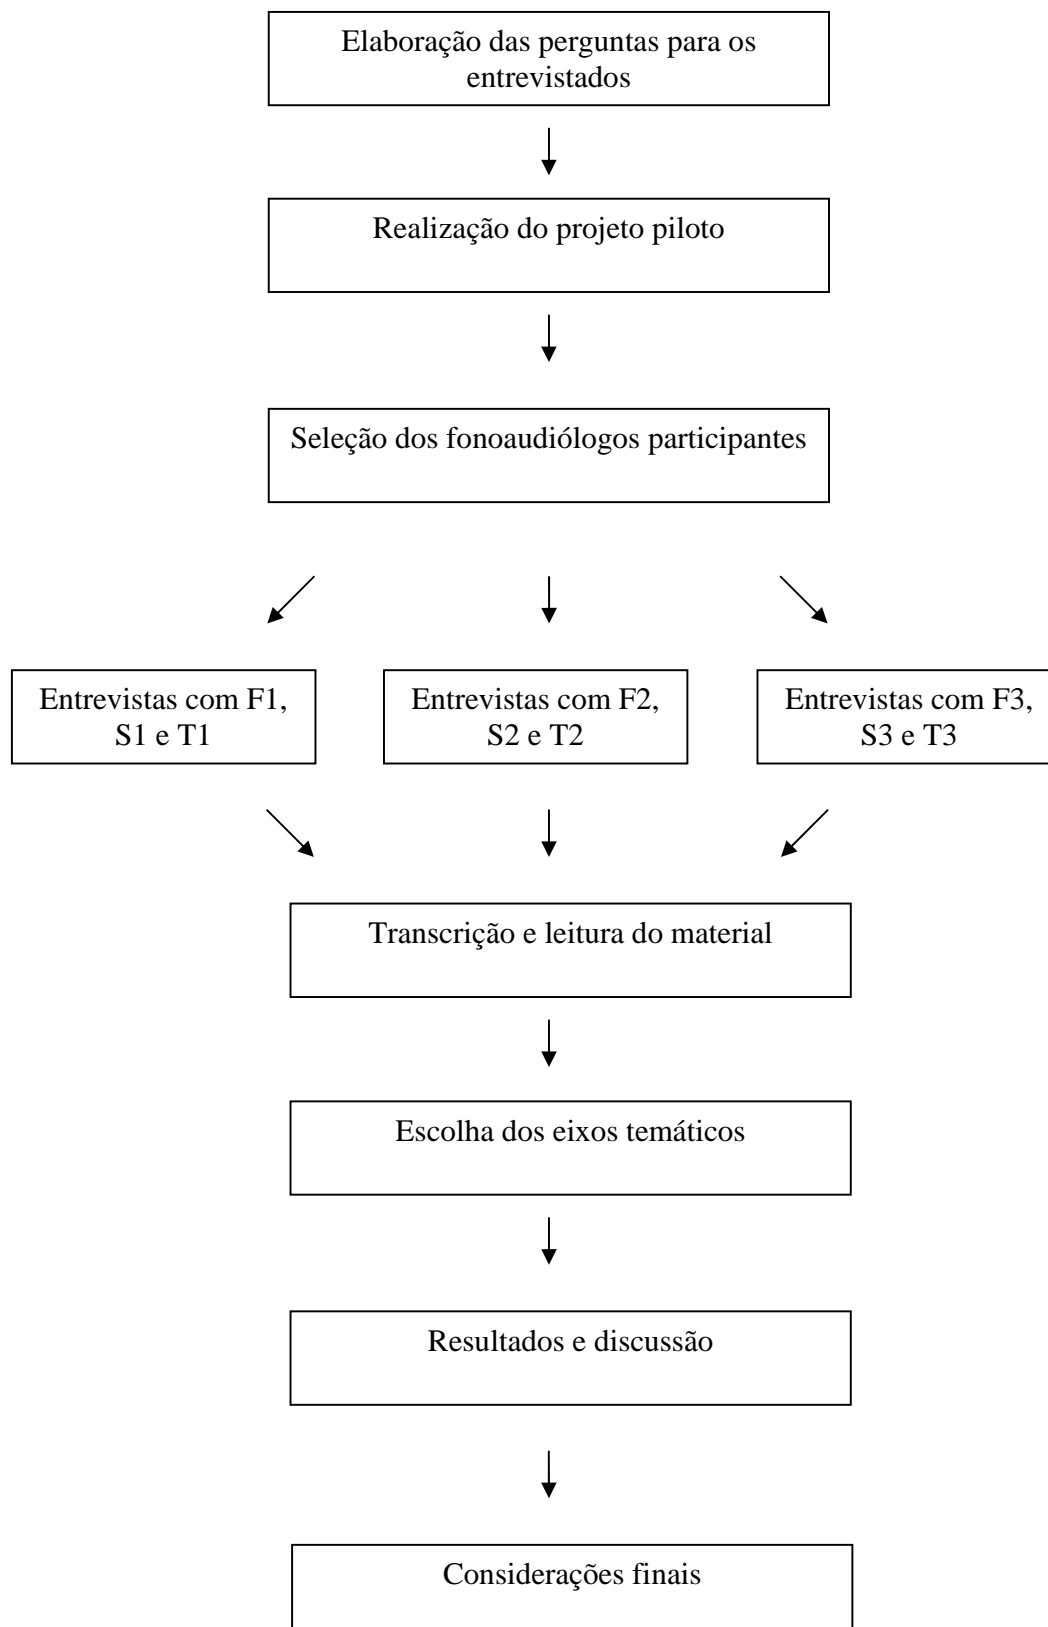 Elaboração das perguntas para os
entrevistados
Realização do projeto piloto
Seleção dos fonoaudiólogos participantes
Entrevistas com F1,
S1 e T1
Entrevistas com F2,
S2 e T2
Entrevistas com F3,
S3 e T3
Transcrição e leitura do material
Escolha dos eixos temáticos
Resultados e discussão
Considerações finais